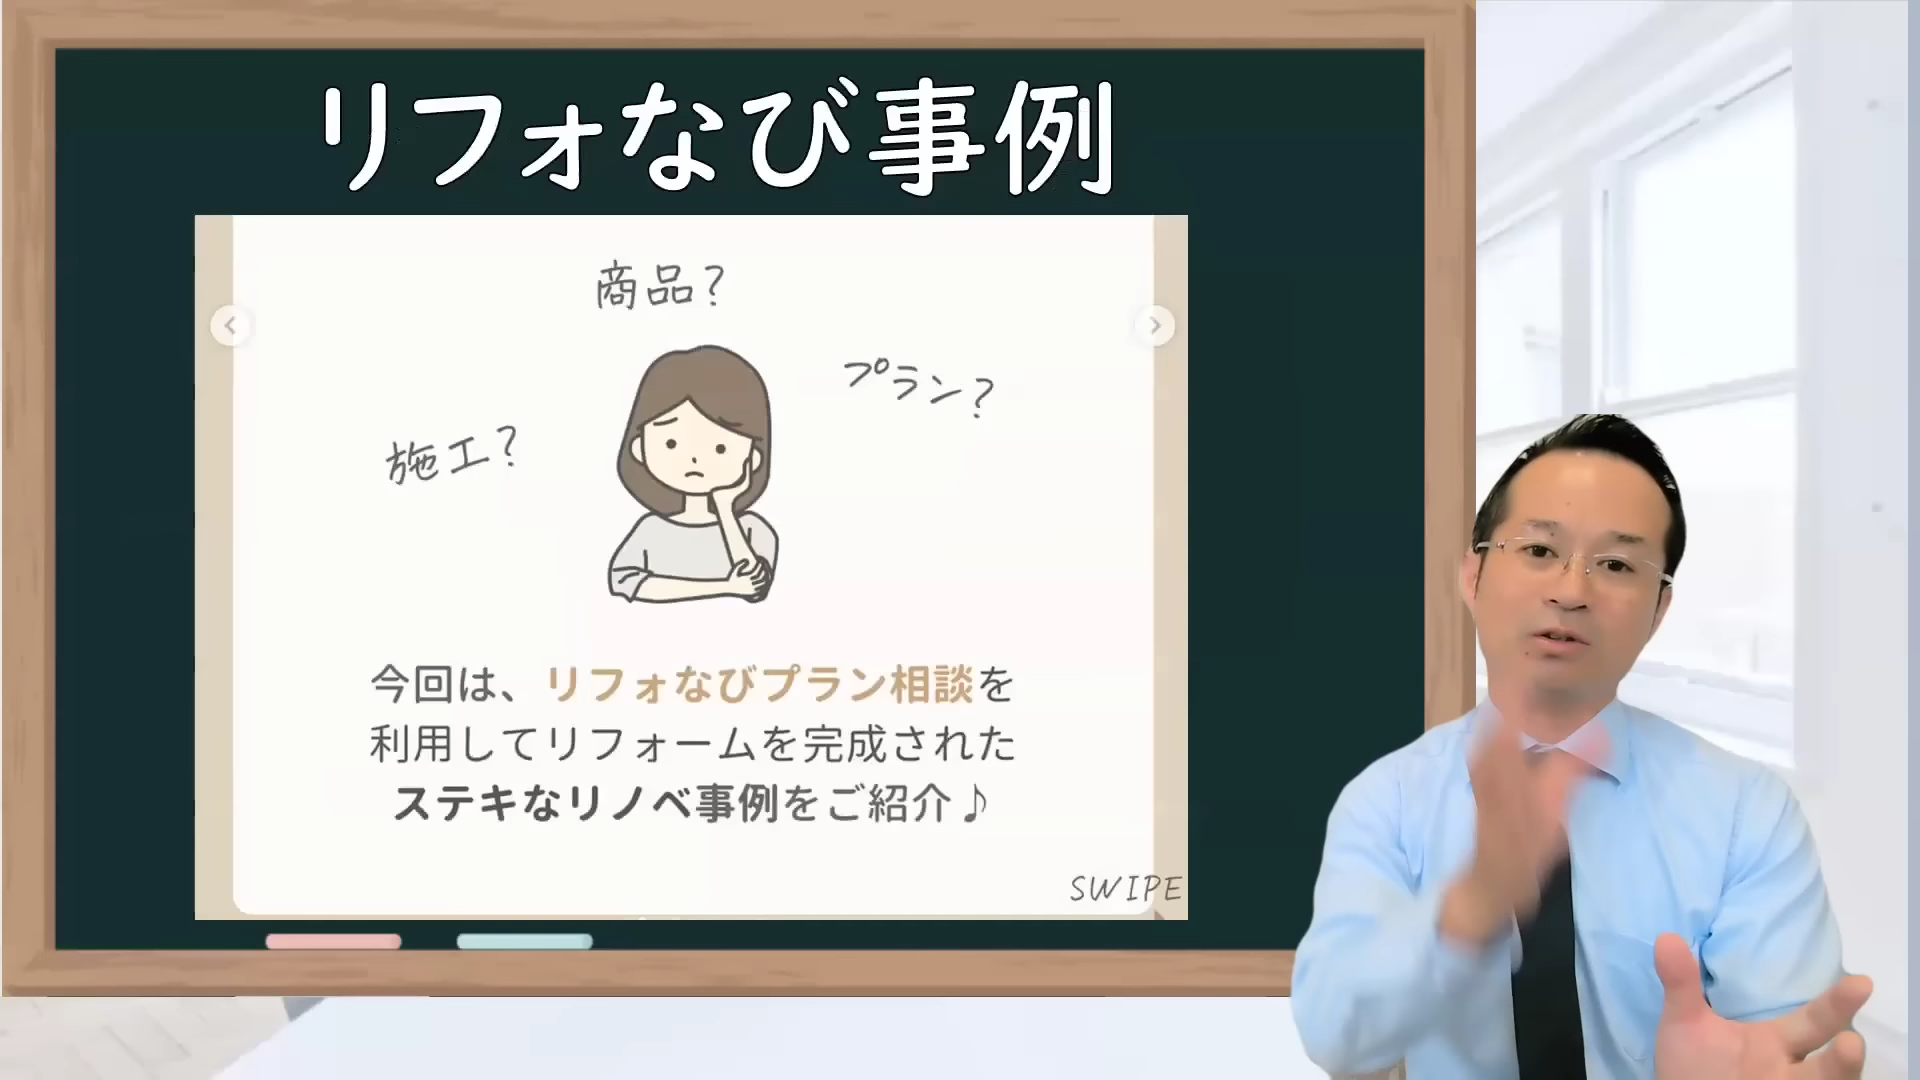 リフォなび事例
商品?
プラン?
施工?
今回は、リフォなびプラン相談を
利用してリフォームを完成された
ステキなリノベ事例をご紹介♪
SWIPE